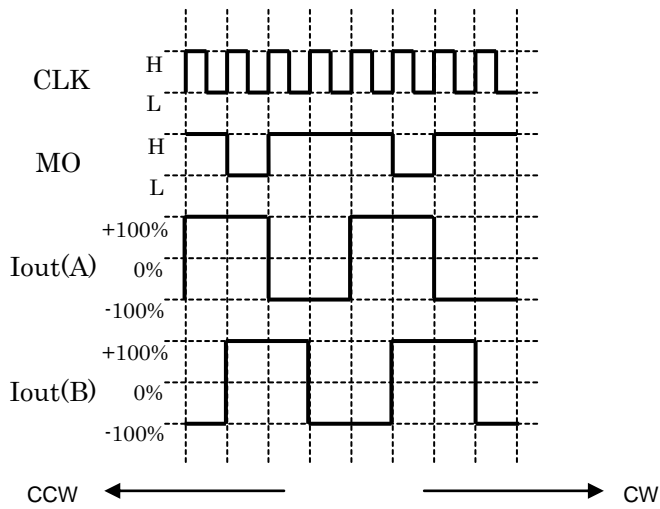 CLK
H
L
MO
H
L
Iout(A)
+100%
0%
-100%
Iout(B)
+100%
0%
-100%
CCW
CW